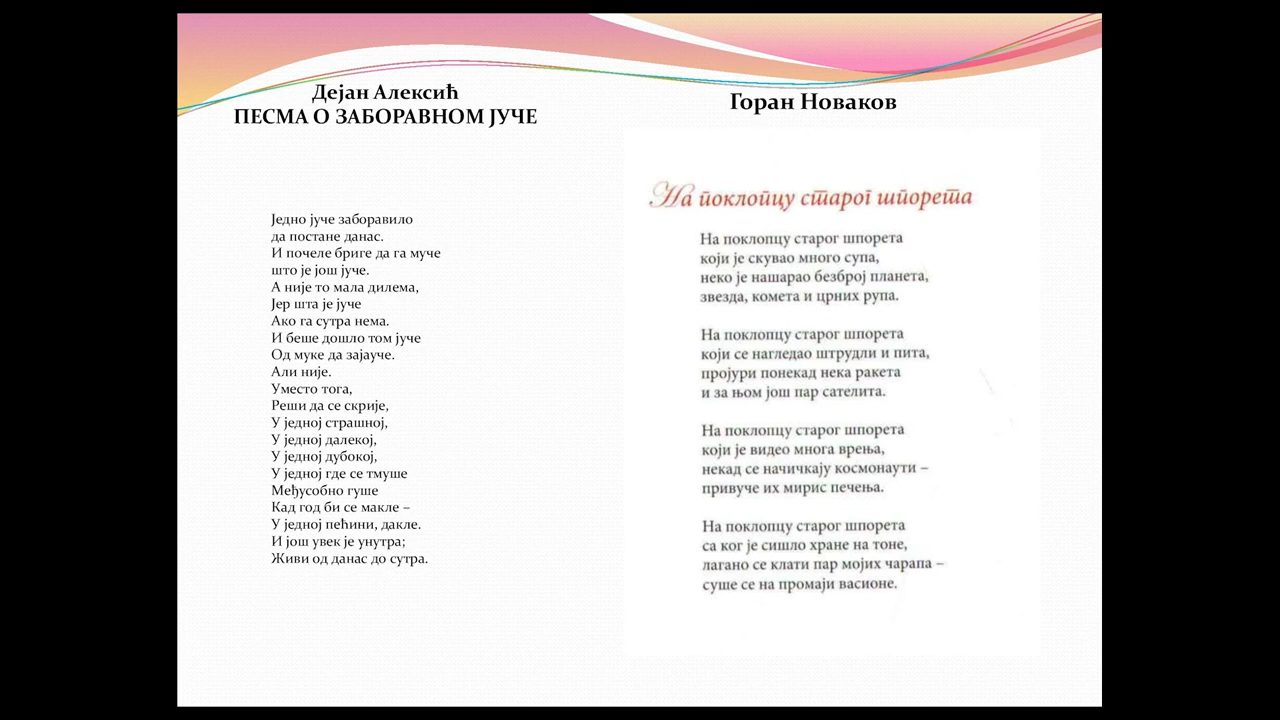 Дејан Алексић
ПЕСМА О ЗАБОРАВНОМ ЈУЧЕ
Једно јуче заборавило
да постане данас.
И почеле бриге да га муче
што је још јуче.
А није то мала дилема,
Јер шта је јуче
Ако га сутра нема.
И беше дошло том јуче
Од муке да зајауче.
Али није.
Уместо тога,
Реши да се скрије,
У једној страшној,
У једној далекој,
У једној дубокој,
У једној где се тмуше
Међусобно гуше
Кад год би се макле –
У једној пећини, дакле.
И још увек је унутра;
Живи од данас до сутра.
Горан Новаков
На поклопцу старог шпорета
На поклопцу старог шпорета
који је скувао много супа,
неко је нашарао безброј планета,
звезда, комета и црних рупа.
На поклопцу старог шпорета
који се нагледао штрудли и пита,
пројури понекад нека ракета
и за њом још пар сателита.
На поклопцу старог шпорета
који је видео многа врења,
некад се начичкају космонаути –
привуче их мирис печења.
На поклопцу старог шпорета
са ког је сишло хране на тоне,
лагано се клати пар мојих чарапа –
суше се на промаји васионе.